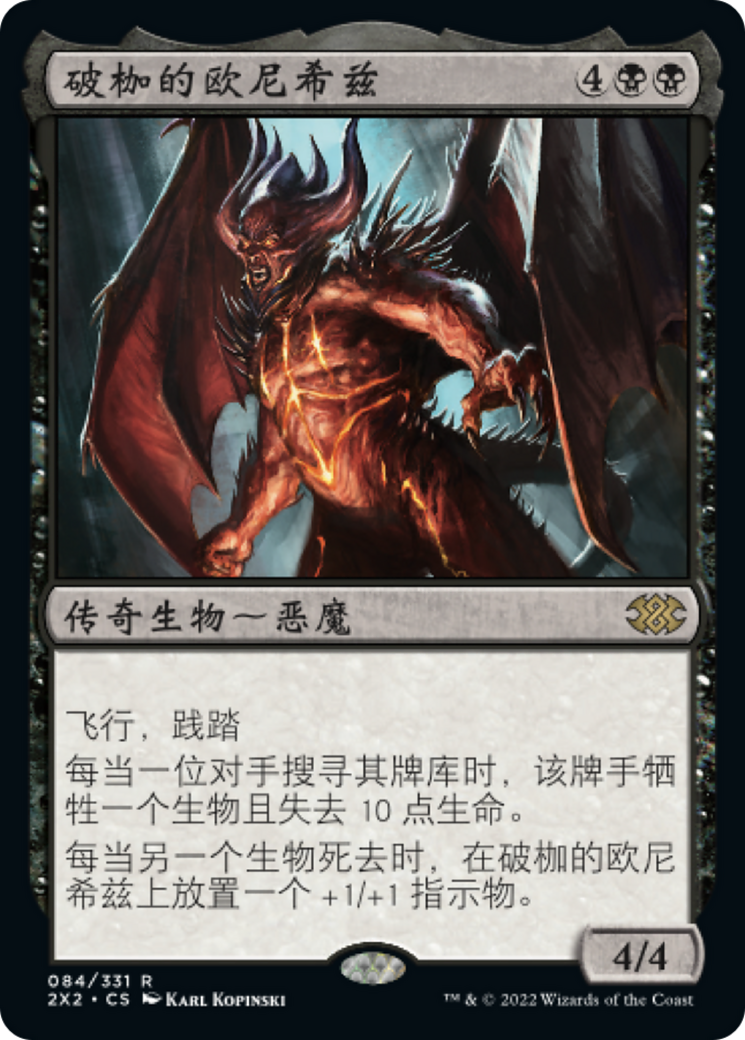 破枷的欧尼希兹 4
传奇生物～恶魔
飞行，践踏
每当一位对手搜寻其牌库时，该牌手牺
牲一个生物且失去 10 点生命。
每当另一个生物死去时，在破枷的欧尼
希兹上放置一个 +1/+1 指示物。
4/4
084/331 R
2X2 • CS Karl Kopinski
™ & © 2022 Wizards of the Coast